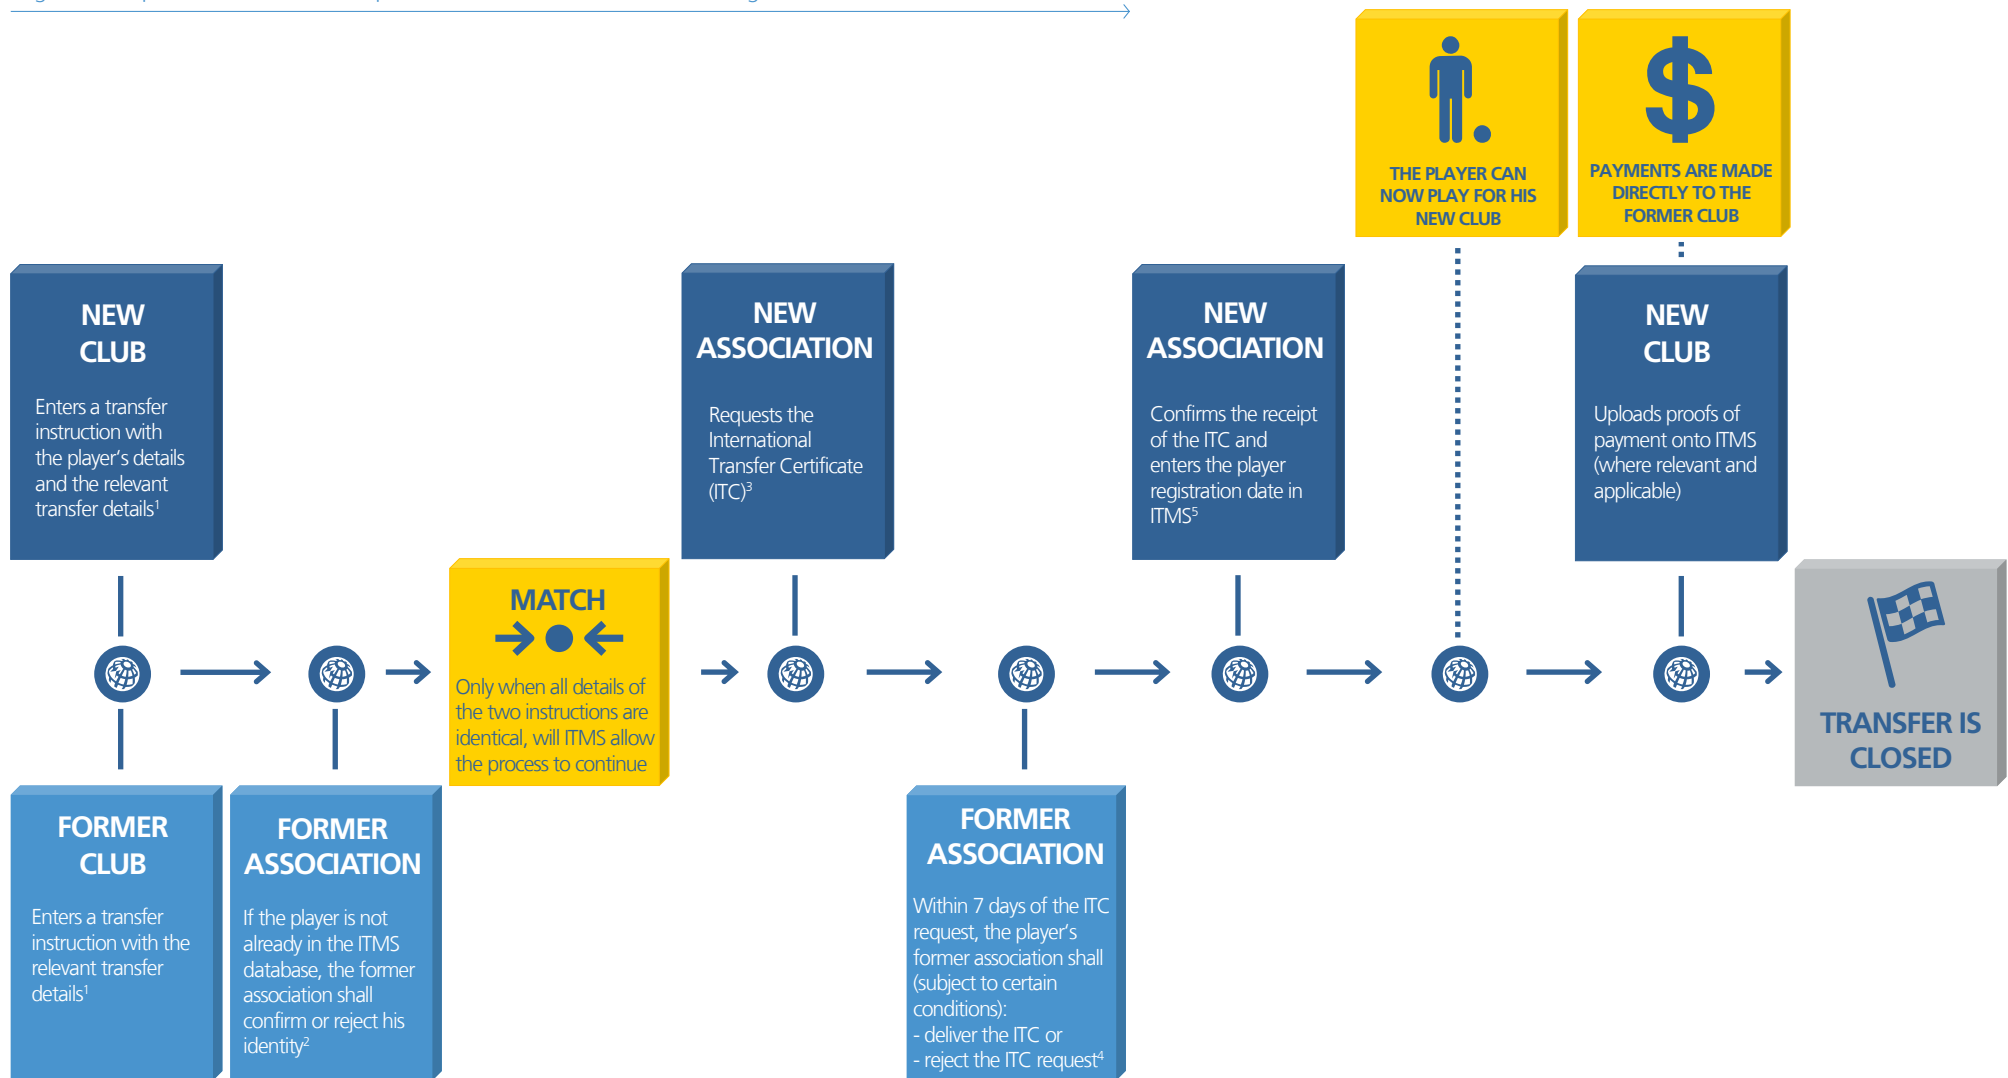 THE PLAYER CAN
NOW PLAY FOR HIS
NEW CLUB
PAYMENTS ARE MADE
DIRECTLY TO THE
FORMER CLUB
NEW
CLUB
Enters a transfer
instruction with
the player's details
and the relevant
transfer details1
FORMER
CLUB
Enters a transfer
instruction with the
relevant transfer
details1
FORMER
ASSOCIATION
If the player is not
already in the ITMS
database, the former
association shall
confirm or reject his
identity2
MATCH
Only when all details of
the two instructions are
identical, will ITMS allow
the process to continue
NEW
ASSOCIATION
Requests the
International
Transfer Certificate
(ITC)3
FORMER
ASSOCIATION
Within 7 days of the ITC
request, the player's
former association shall
(subject to certain
conditions):
- deliver the ITC or
- reject the ITC request4
NEW
ASSOCIATION
Confirms the receipt
of the ITC and
enters the player
registration date in
ITMS5
NEW
CLUB
Uploads proofs of
payment onto ITMS
(where relevant and
applicable)
TRANSFER IS
CLOSED